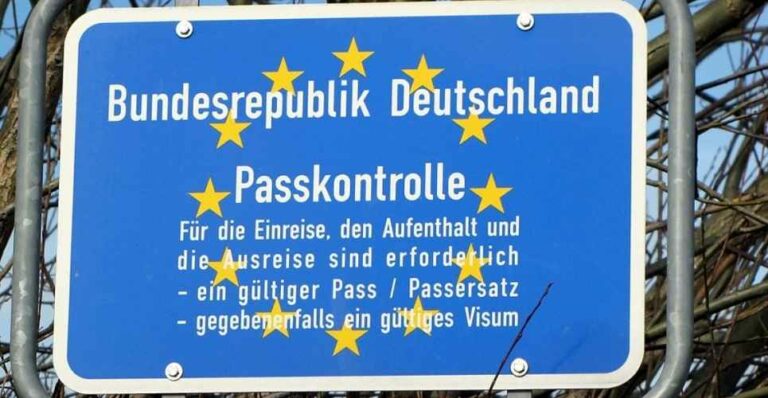 Bundesrepublik Deutschland
Passkontrolle
Für die Einreise, den Aufenthalt und
die Ausreise sind erforderlich
- ein gültiger Pass / Passersatz
- gegebenenfalls ein gültiges Visum